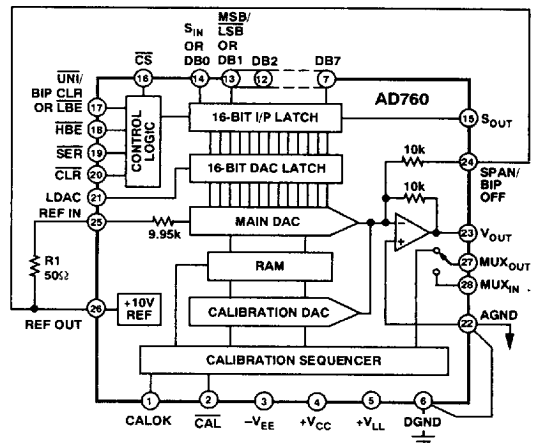 S_IN
OR
DB0
MSB/
LSB
OR
DB1
DB2
DB7
CS
16
14
13
12
7
AD760
UNI/
BIP CLR
OR LBE
17
HBE
18
SER
19
CLR
20
LDAC
21
REF IN
25
CONTROL
LOGIC
16-BIT I/P LATCH
15
S_OUT
16-BIT DAC LATCH
10k
24
SPAN/
BIP
OFF
10k
9.95k
MAIN DAC
−
+
23
V_OUT
R1
50Ω
RAM
27
MUX_OUT
28
MUX_IN
26
REF OUT
+10V
REF
CALIBRATION DAC
AGND
22
CALIBRATION SEQUENCER
1
2
3
4
5
6
CALOK
CAL
−V_EE
+V_CC
+V_LL
DGND